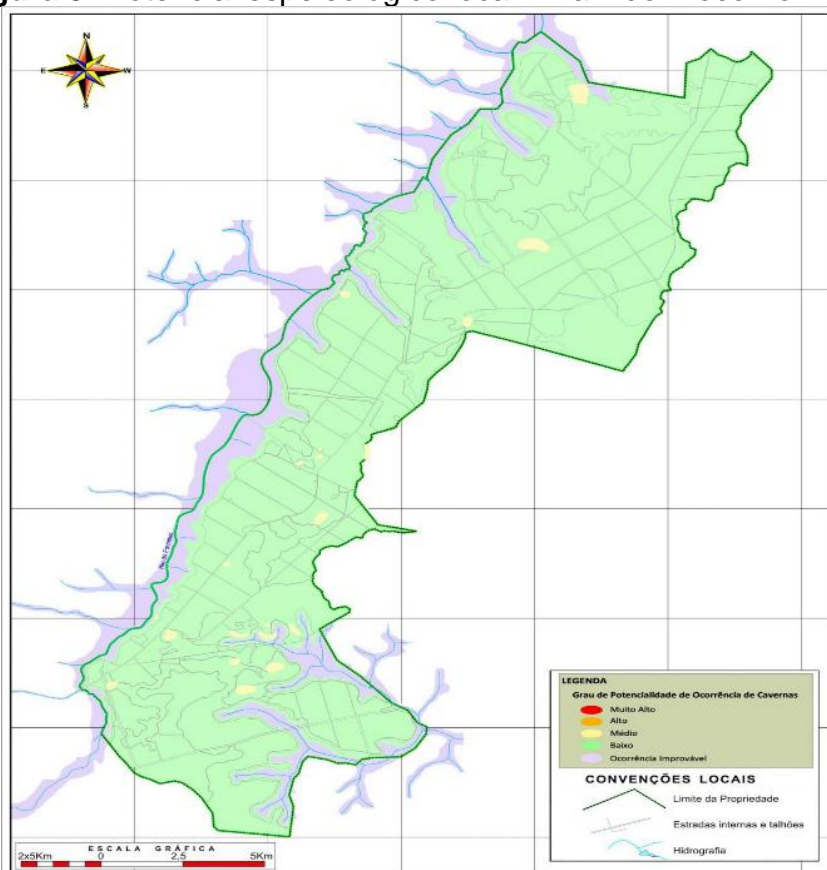 N
E W
S
LEGENDA
Grau de Potencialidade de Ocorrência de Cavernas
Muito Alto
Alto
Médio
Baixo
Ocorrência Improvável
CONVENÇÕES LOCAIS
Limite da Propriedade
Estradas internas e talhões
Hidrografia
ESCALA GRÁFICA
2x5Km 0 2,5 5Km